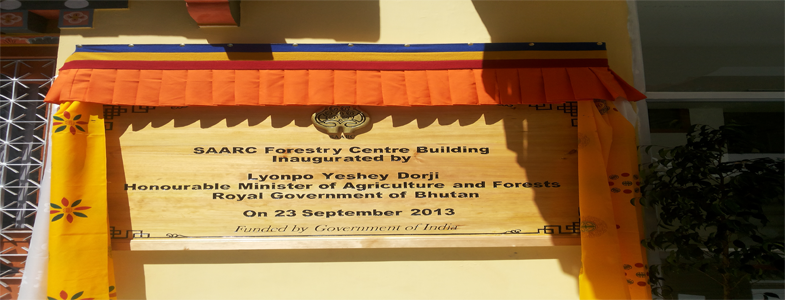 SAARC Forestry Centre Building
Inaugurated by
Lyonpo Yeshey Dorji
Honourable Minister of Agriculture and Forests
Royal Government of Bhutan
On 23 September 2013
Funded by Government of India